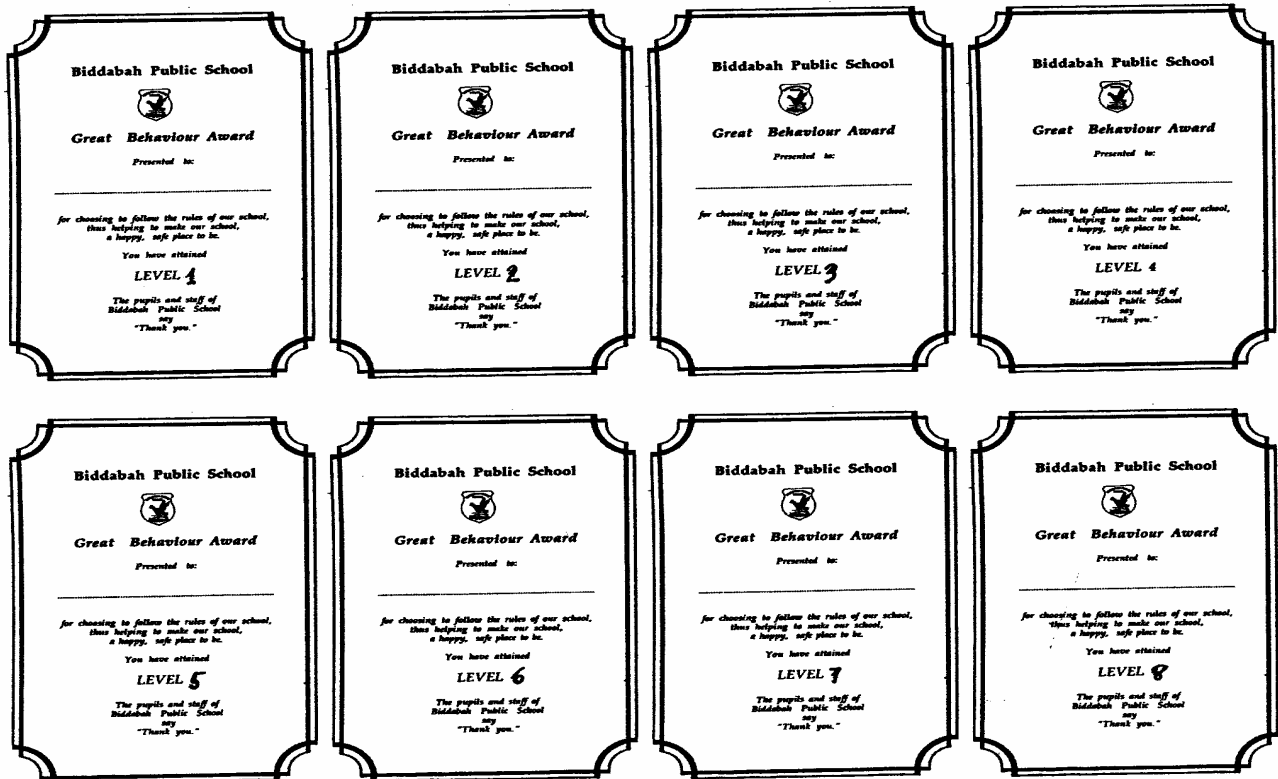 Biddabah Public School
Great Behaviour Award
Presented to:
for choosing to follow the rules of our school,
thus helping to make our school,
a happy, safe place to be.
You have attained
LEVEL 1
The pupils and staff of
Biddabah Public School
say
"Thank you."
Biddabah Public School
Great Behaviour Award
Presented to:
for choosing to follow the rules of our school,
thus helping to make our school,
a happy, safe place to be.
You have attained
LEVEL 2
The pupils and staff of
Biddabah Public School
say
"Thank you."
Biddabah Public School
Great Behaviour Award
Presented to:
for choosing to follow the rules of our school,
thus helping to make our school,
a happy, safe place to be.
You have attained
LEVEL 3
The pupils and staff of
Biddabah Public School
say
"Thank you."
Biddabah Public School
Great Behaviour Award
Presented to:
for choosing to follow the rules of our school,
thus helping to make our school,
a happy, safe place to be.
You have attained
LEVEL 4
The pupils and staff of
Biddabah Public School
say
"Thank you."
Biddabah Public School
Great Behaviour Award
Presented to:
for choosing to follow the rules of our school,
thus helping to make our school,
a happy, safe place to be.
You have attained
LEVEL 5
The pupils and staff of
Biddabah Public School
say
"Thank you."
Biddabah Public School
Great Behaviour Award
Presented to:
for choosing to follow the rules of our school,
thus helping to make our school,
a happy, safe place to be.
You have attained
LEVEL 6
The pupils and staff of
Biddabah Public School
say
"Thank you."
Biddabah Public School
Great Behaviour Award
Presented to:
for choosing to follow the rules of our school,
thus helping to make our school,
a happy, safe place to be.
You have attained
LEVEL 7
The pupils and staff of
Biddabah Public School
say
"Thank you."
Biddabah Public School
Great Behaviour Award
Presented to:
for choosing to follow the rules of our school,
thus helping to make our school,
a happy, safe place to be.
You have attained
LEVEL 8
The pupils and staff of
Biddabah Public School
say
"Thank you."